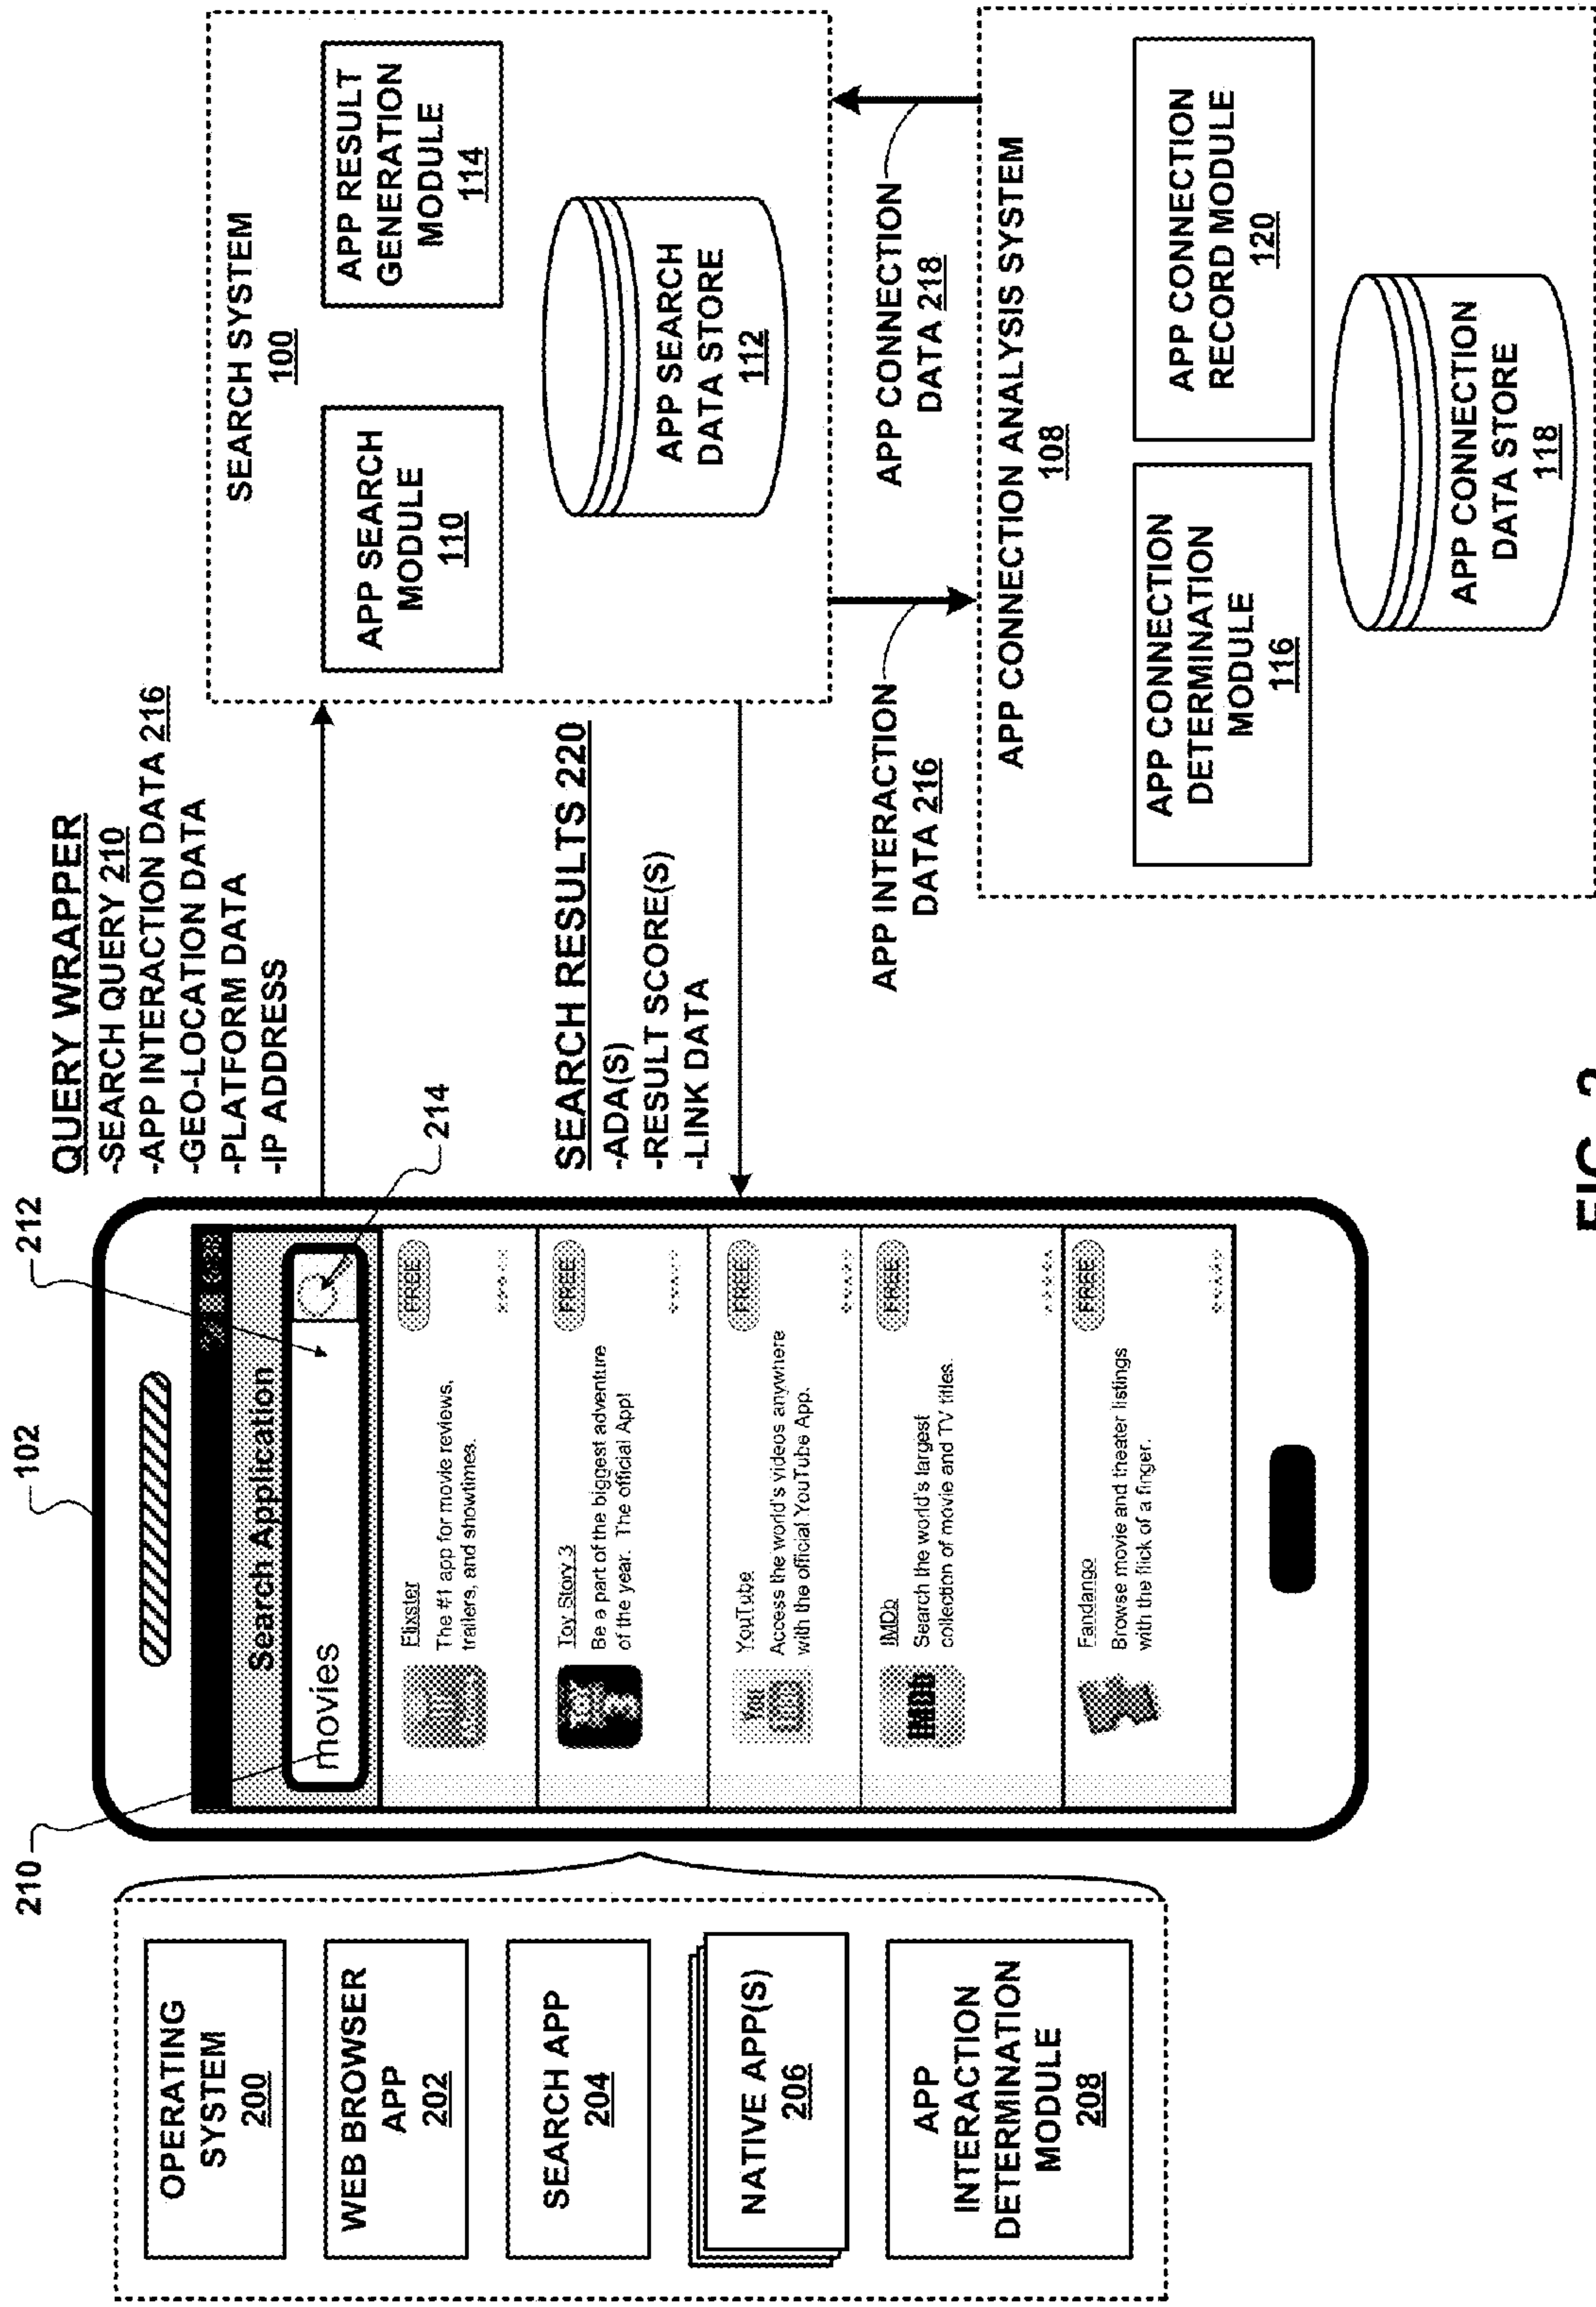 102
210
212
214
OPERATING
SYSTEM
200
WEB BROWSER
APP
202
SEARCH APP
204
NATIVE APP(S)
206
APP
INTERACTION
DETERMINATION
MODULE
208
Search Application
movies
Flixster
FREE
The #1 app for movie reviews,
trailers, and showtimes.
Toy Story 3
FREE
Be a part of the biggest adventure
of the year. The official App!
YouTube
FREE
You
Access the world's videos anywhere
with the official YouTube App.
IMDb
FREE
IMDb
Search the world's largest
collection of movie and TV titles.
Fandango
FREE
Browse movie and theater listings
with the flick of a finger.
QUERY WRAPPER
-SEARCH QUERY 210
-APP INTERACTION DATA 216
-GEO-LOCATION DATA
-PLATFORM DATA
-IP ADDRESS
SEARCH RESULTS 220
-ADA(S)
-RESULT SCORE(S)
-LINK DATA
SEARCH SYSTEM
100
APP SEARCH
MODULE
110
APP RESULT
GENERATION
MODULE
114
APP SEARCH
DATA STORE
112
APP INTERACTION
DATA 216
APP CONNECTION
DATA 218
APP CONNECTION ANALYSIS SYSTEM
108
APP CONNECTION
DETERMINATION
MODULE
116
APP CONNECTION
RECORD MODULE
120
APP CONNECTION
DATA STORE
118